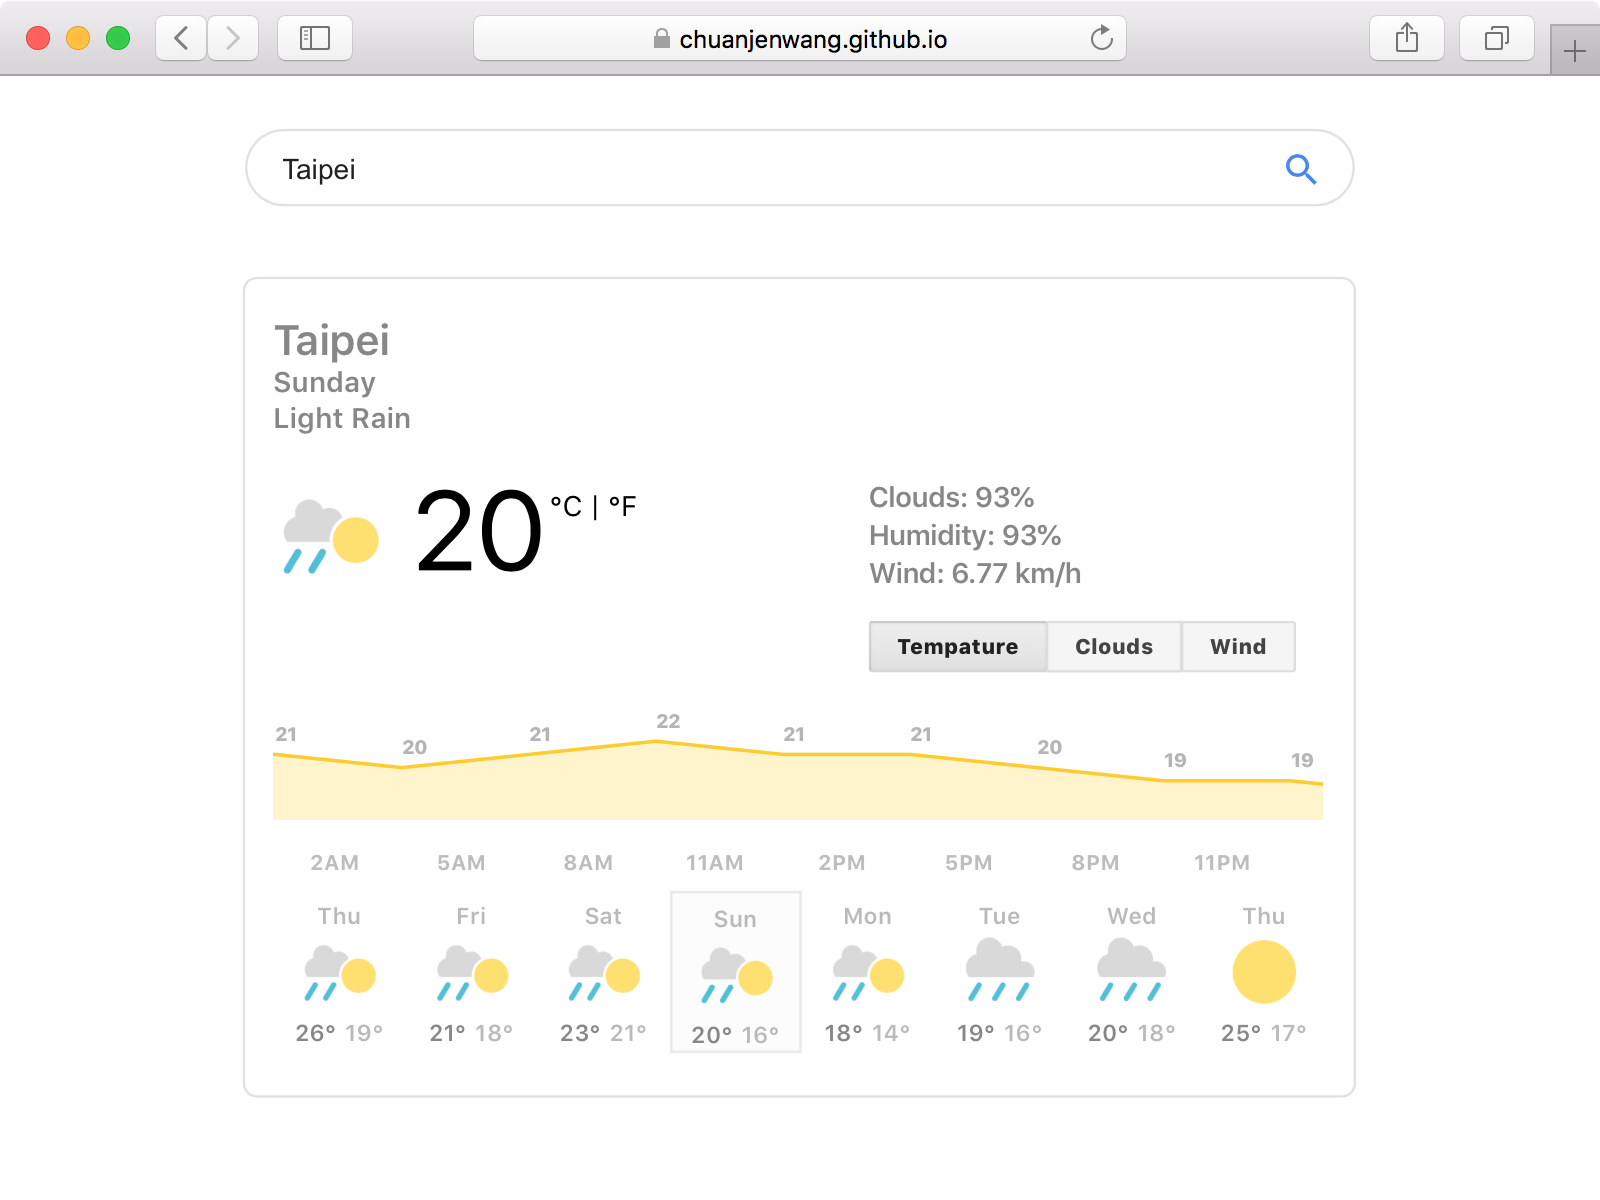 chuanjenwang.github.io
Taipei
Taipei
Sunday
Light Rain
20 °C | °F
Clouds: 93%
Humidity: 93%
Wind: 6.77 km/h
Tempature Clouds Wind
21 20 21 22 21 21 20 19 19
2AM 5AM 8AM 11AM 2PM 5PM 8PM 11PM
Thu Fri Sat Sun Mon Tue Wed Thu
26° 19° 21° 18° 23° 21° 20° 16° 18° 14° 19° 16° 20° 18° 25° 17°